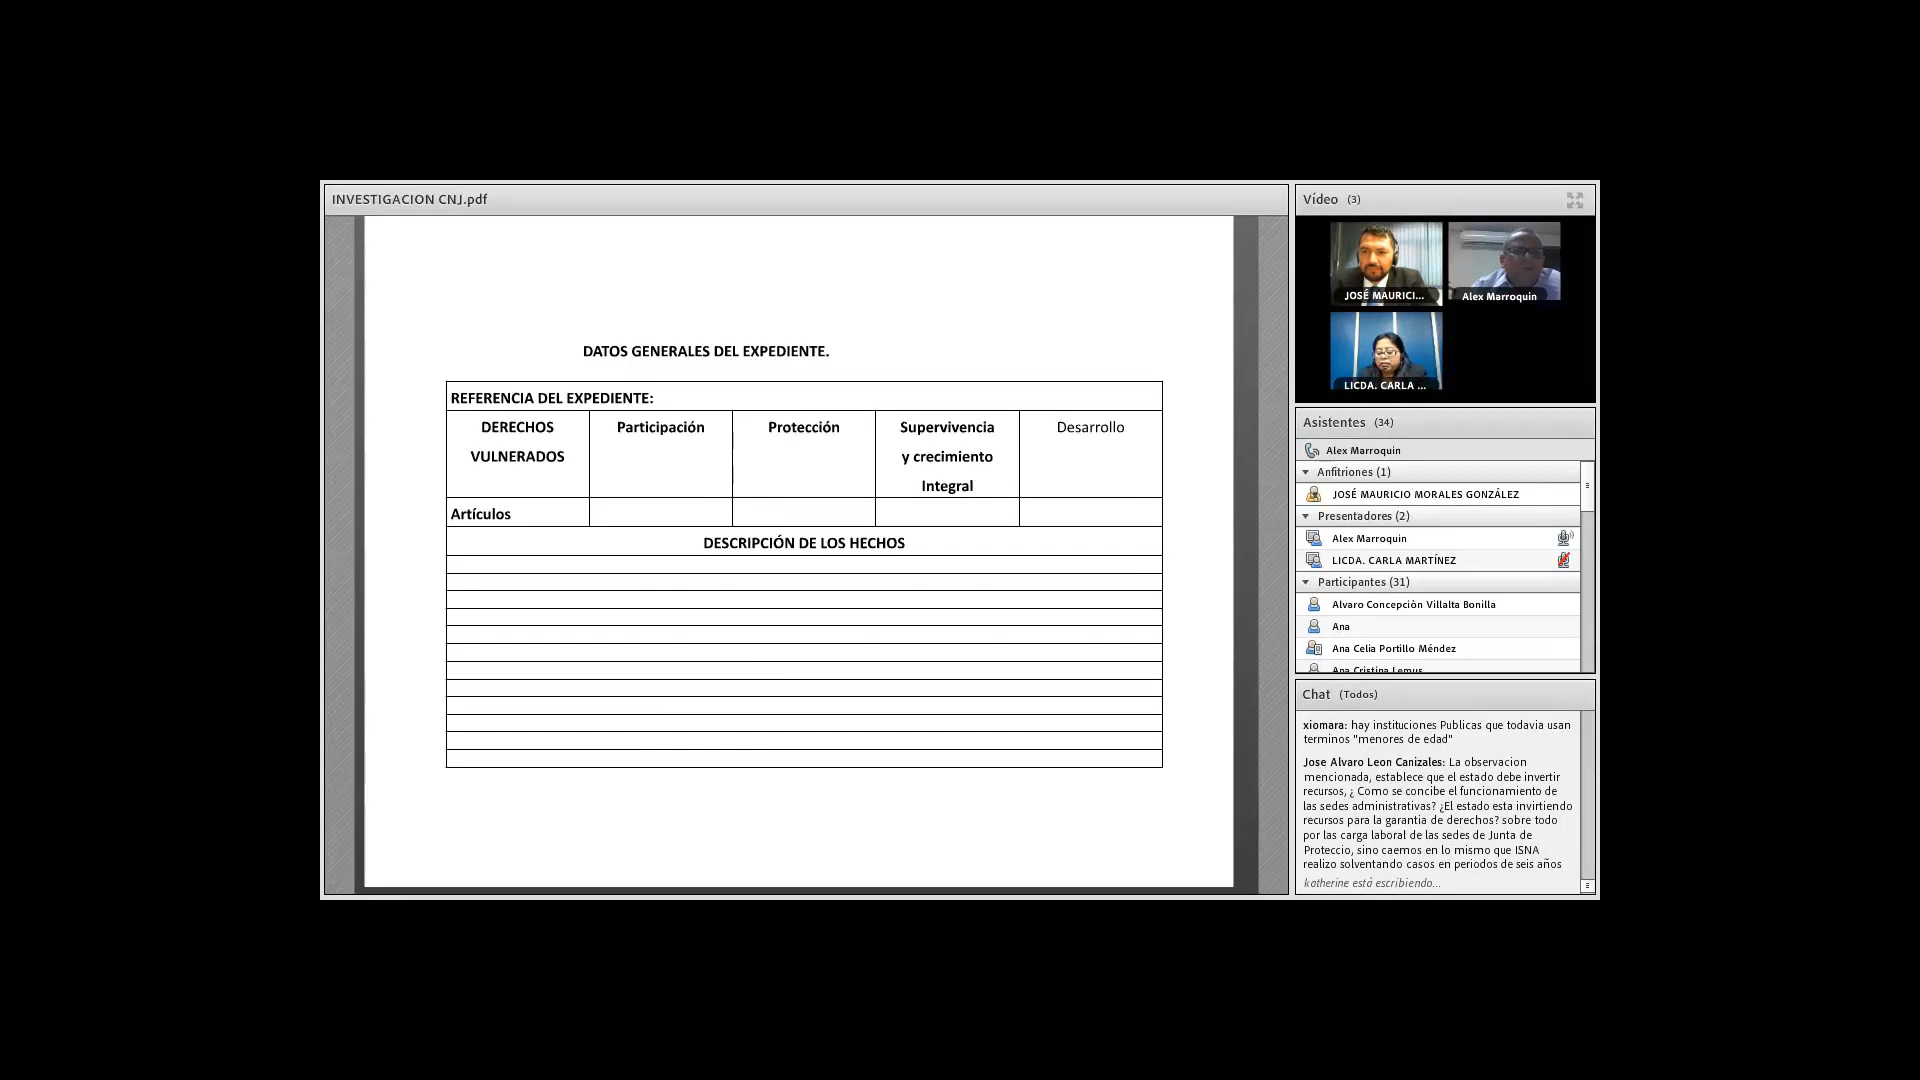 INVESTIGACION CNJ.pdf
DATOS GENERALES DEL EXPEDIENTE.
REFERENCIA DEL EXPEDIENTE:
DERECHOS VULNERADOS
Participación
Protección
Supervivencia y crecimiento Integral
Desarrollo
Artículos
DESCRIPCIÓN DE LOS HECHOS
Vídeo (3)
JOSÉ MAURICI...
Alex Marroquin
LICDA. CARLA ...
Asistentes (34)
Alex Marroquin
Anfitriones (1)
JOSÉ MAURICIO MORALES GONZÁLEZ
Presentadores (2)
Alex Marroquin
LICDA. CARLA MARTÍNEZ
Participantes (31)
Alvaro Concepciòn Villalta Bonilla
Ana
Ana Celia Portillo Méndez
Ana Cristina Lemus
Chat (Todos)
xiomara: hay instituciones Publicas que todavia usan
terminos "menores de edad"
Jose Alvaro Leon Canizales: La observacion
mencionada, establece que el estado debe invertir
recursos, ¿ Como se concibe el funcionamiento de
las sedes administrativas? ¿El estado esta invirtiendo
recursos para la garantia de derechos? sobre todo
por las carga laboral de las sedes de Junta de
Proteccio, sino caemos en lo mismo que ISNA
realizo solventando casos en periodos de seis años
katherine está escribiendo...